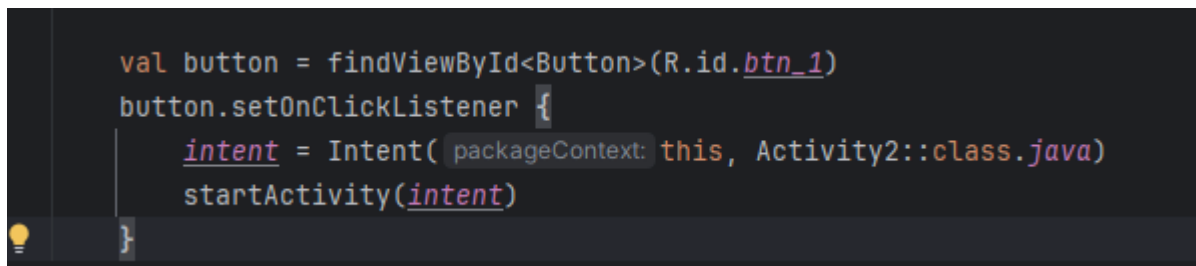 val button = findViewById<Button>(R.id.btn_1)
button.setOnClickListener {
intent = Intent( packageContext: this, Activity2::class.java)
startActivity(intent)
}